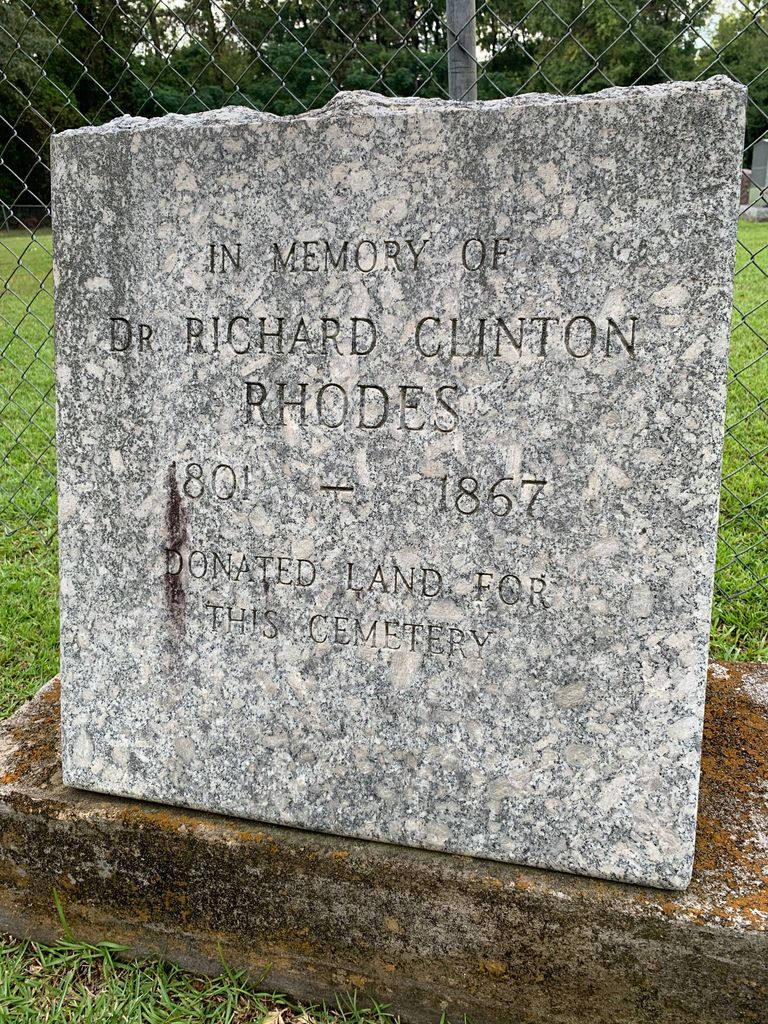 IN MEMORY OF
DR RICHARD CLINTON
RHODES
1801 – 1867
DONATED LAND FOR
THIS CEMETERY